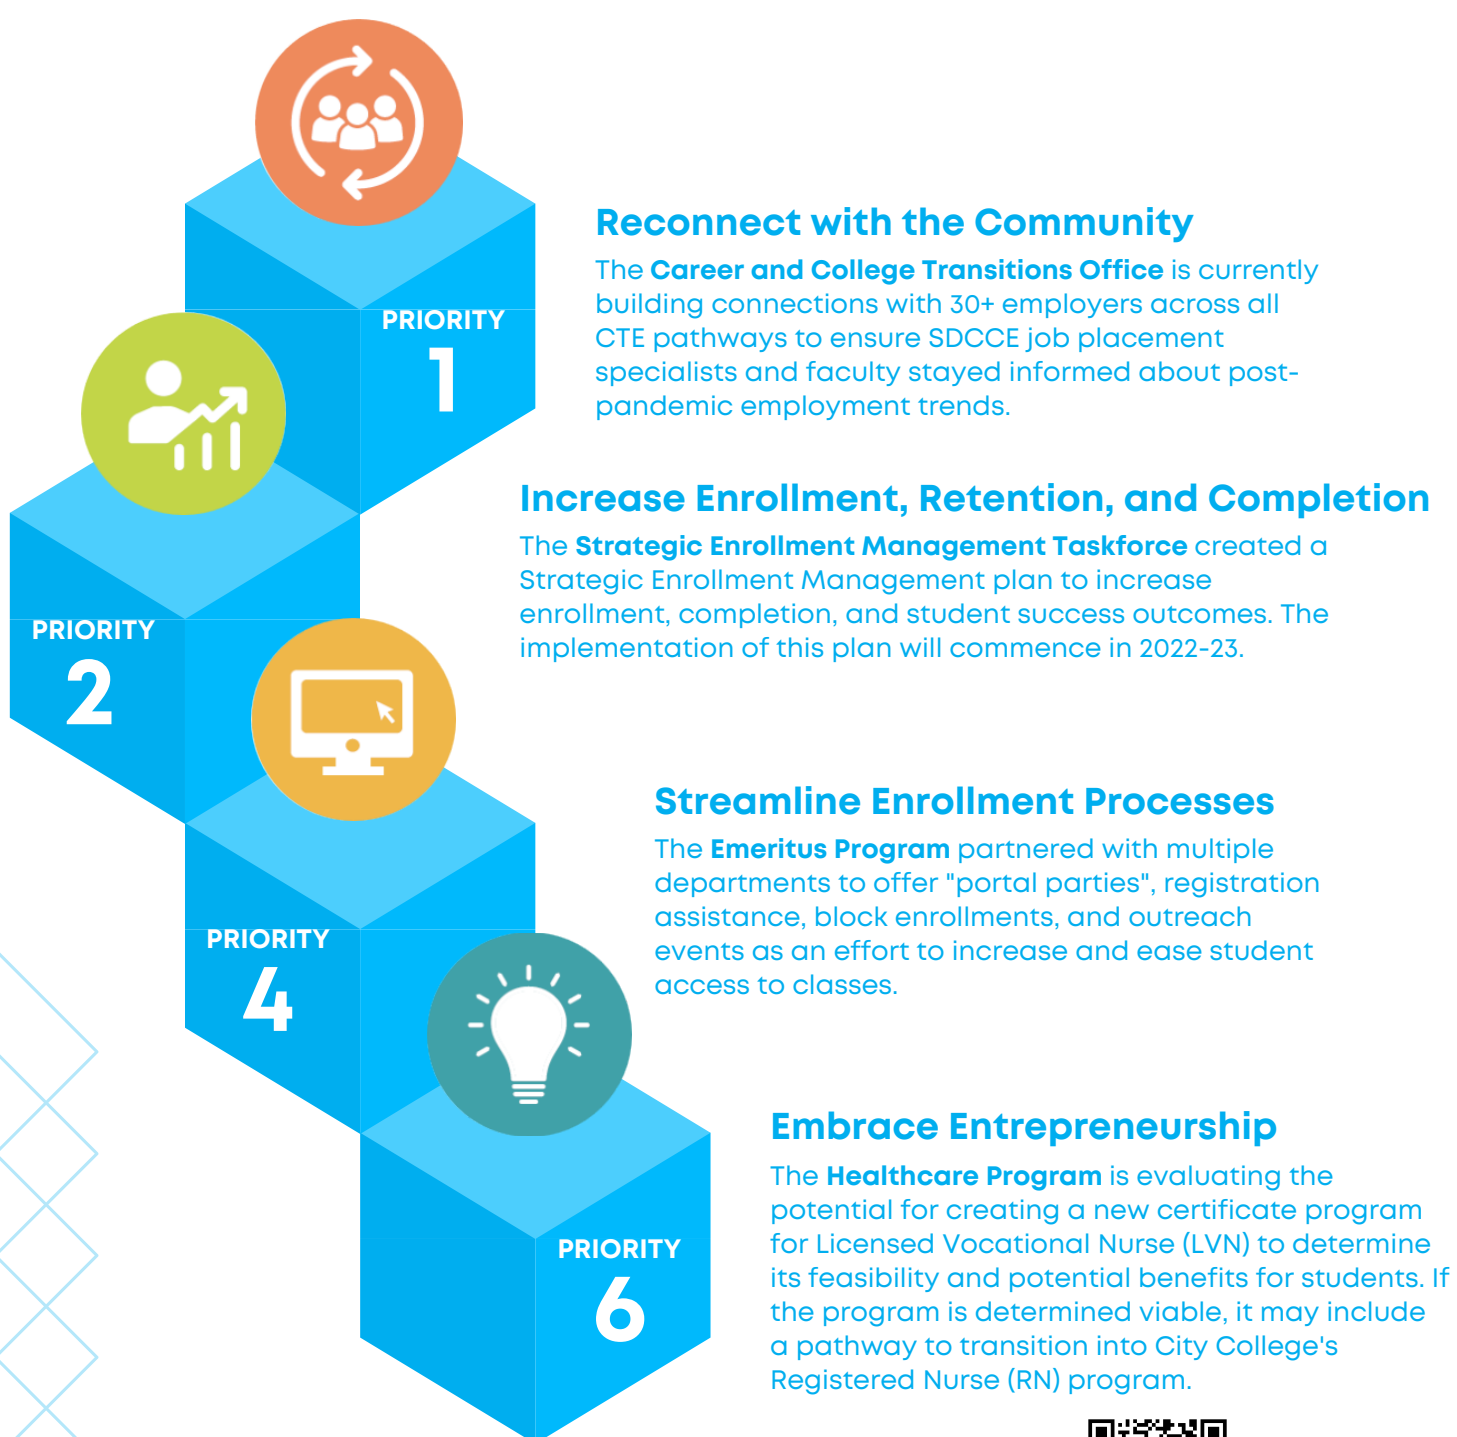 PRIORITY
1
Reconnect with the Community
The Career and College Transitions Office is currently
building connections with 30+ employers across all
CTE pathways to ensure SDCCE job placement
specialists and faculty stayed informed about post-
pandemic employment trends.
PRIORITY
2
Increase Enrollment, Retention, and Completion
The Strategic Enrollment Management Taskforce created a
Strategic Enrollment Management plan to increase
enrollment, completion, and student success outcomes. The
implementation of this plan will commence in 2022-23.
PRIORITY
4
Streamline Enrollment Processes
The Emeritus Program partnered with multiple
departments to offer "portal parties", registration
assistance, block enrollments, and outreach
events as an effort to increase and ease student
access to classes.
PRIORITY
6
Embrace Entrepreneurship
The Healthcare Program is evaluating the
potential for creating a new certificate program
for Licensed Vocational Nurse (LVN) to determine
its feasibility and potential benefits for students. If
the program is determined viable, it may include
a pathway to transition into City College's
Registered Nurse (RN) program.